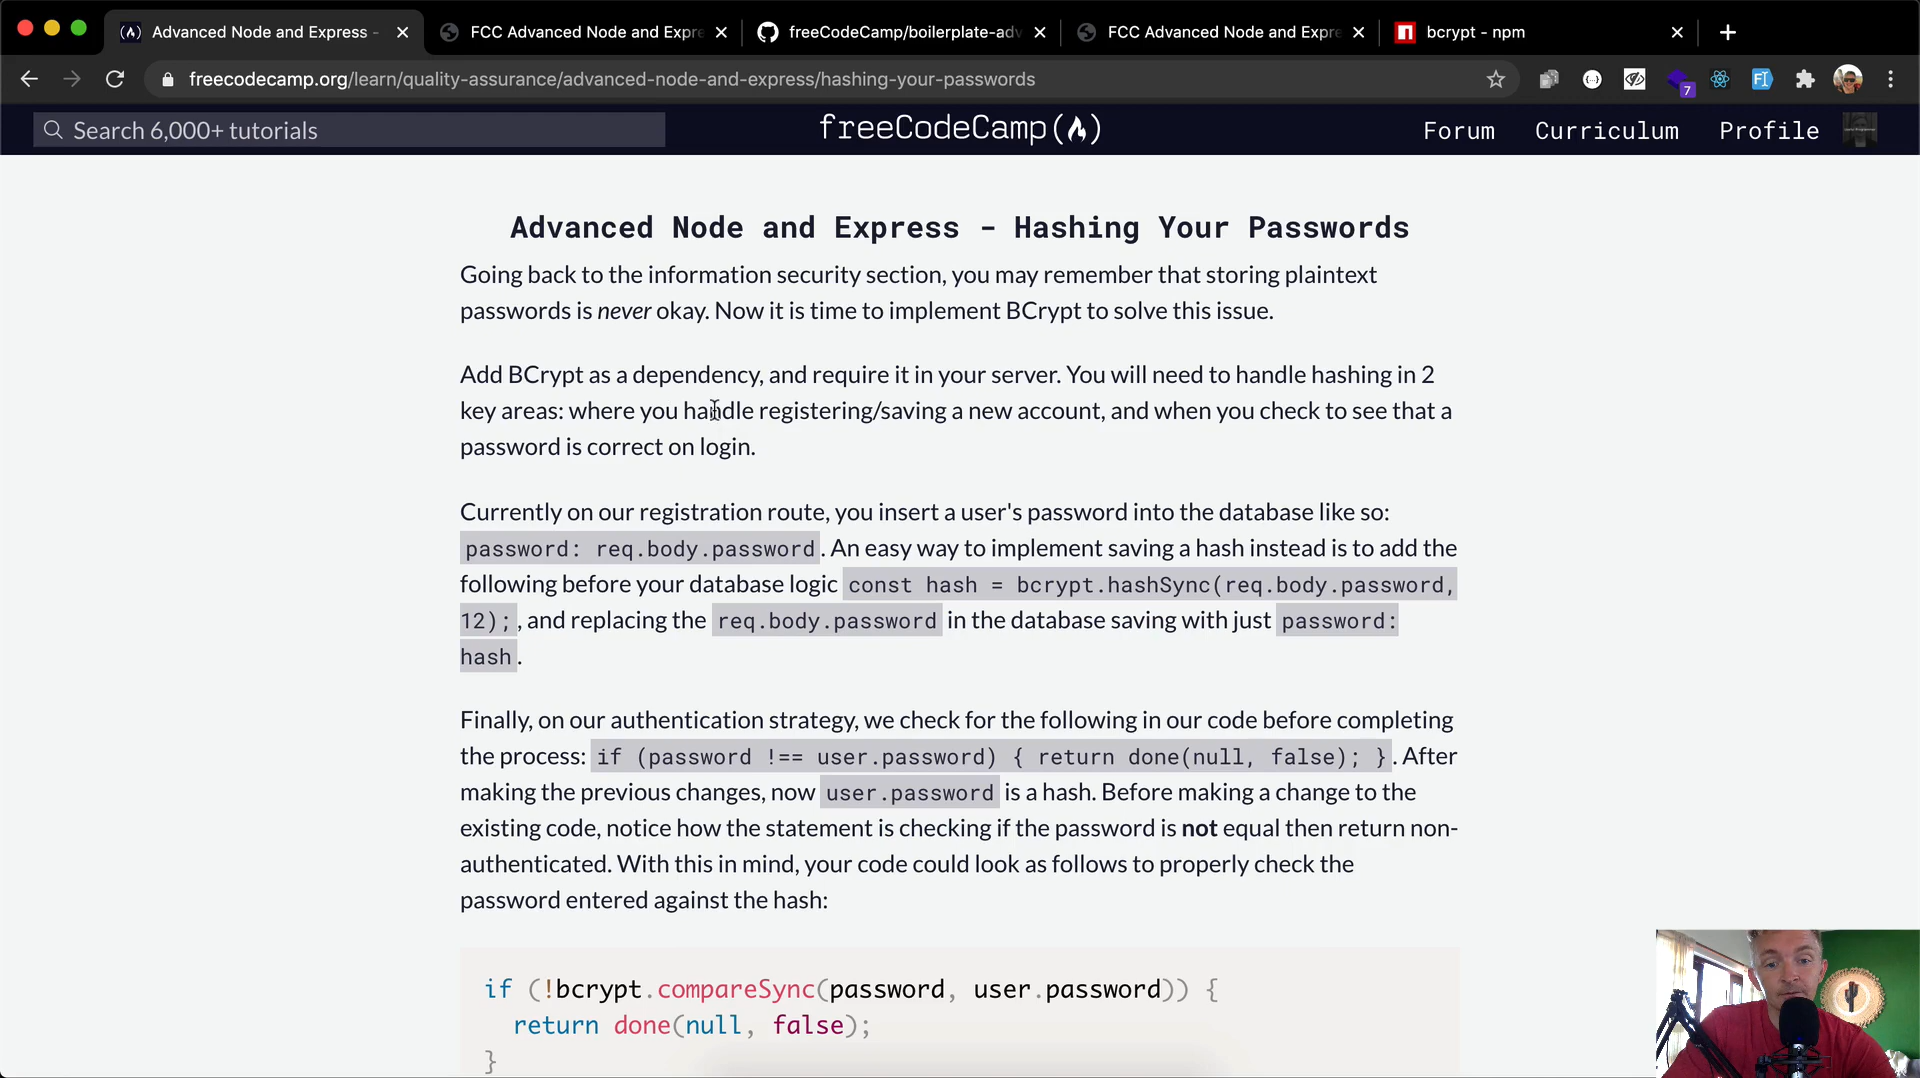 Advanced Node and Express -
FCC Advanced Node and Expre
freeCodeCamp/boilerplate-adv
FCC Advanced Node and Expre
bcrypt - npm
freecodecamp.org/learn/quality-assurance/advanced-node-and-express/hashing-your-passwords
7
Search 6,000+ tutorials
freeCodeCamp(🔥)
Forum
Curriculum
Profile
Advanced Node and Express - Hashing Your Passwords
Going back to the information security section, you may remember that storing plaintext
passwords is never okay. Now it is time to implement BCrypt to solve this issue.
Add BCrypt as a dependency, and require it in your server. You will need to handle hashing in 2
key areas: where you handle registering/saving a new account, and when you check to see that a
password is correct on login.
Currently on our registration route, you insert a user's password into the database like so:
password: req.body.password. An easy way to implement saving a hash instead is to add the
following before your database logic const hash = bcrypt.hashSync(req.body.password,
12);, and replacing the req.body.password in the database saving with just password:
hash.
Finally, on our authentication strategy, we check for the following in our code before completing
the process: if (password !== user.password) { return done(null, false); }. After
making the previous changes, now user.password is a hash. Before making a change to the
existing code, notice how the statement is checking if the password is not equal then return non-
authenticated. With this in mind, your code could look as follows to properly check the
password entered against the hash:
if (!bcrypt.compareSync(password, user.password)) {
return done(null, false);
}